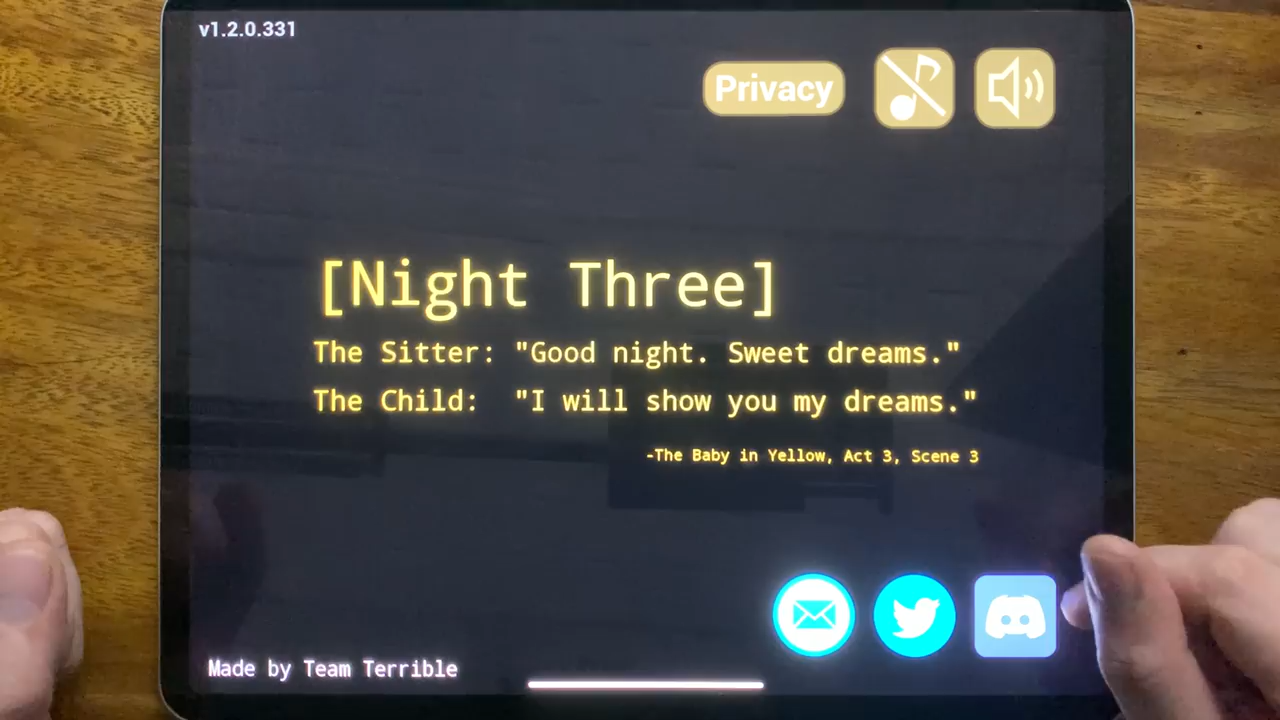 v1.2.0.331
Privacy
[Night Three]
The Sitter: "Good night. Sweet dreams."
The Child: "I will show you my dreams."
-The Baby in Yellow, Act 3, Scene 3
Made by Team Terrible